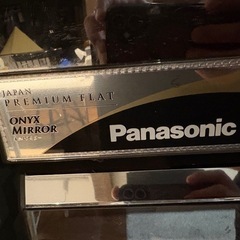 JAPAN
PREMIUM FLAT
ONYX
MIRROR
Panasonic